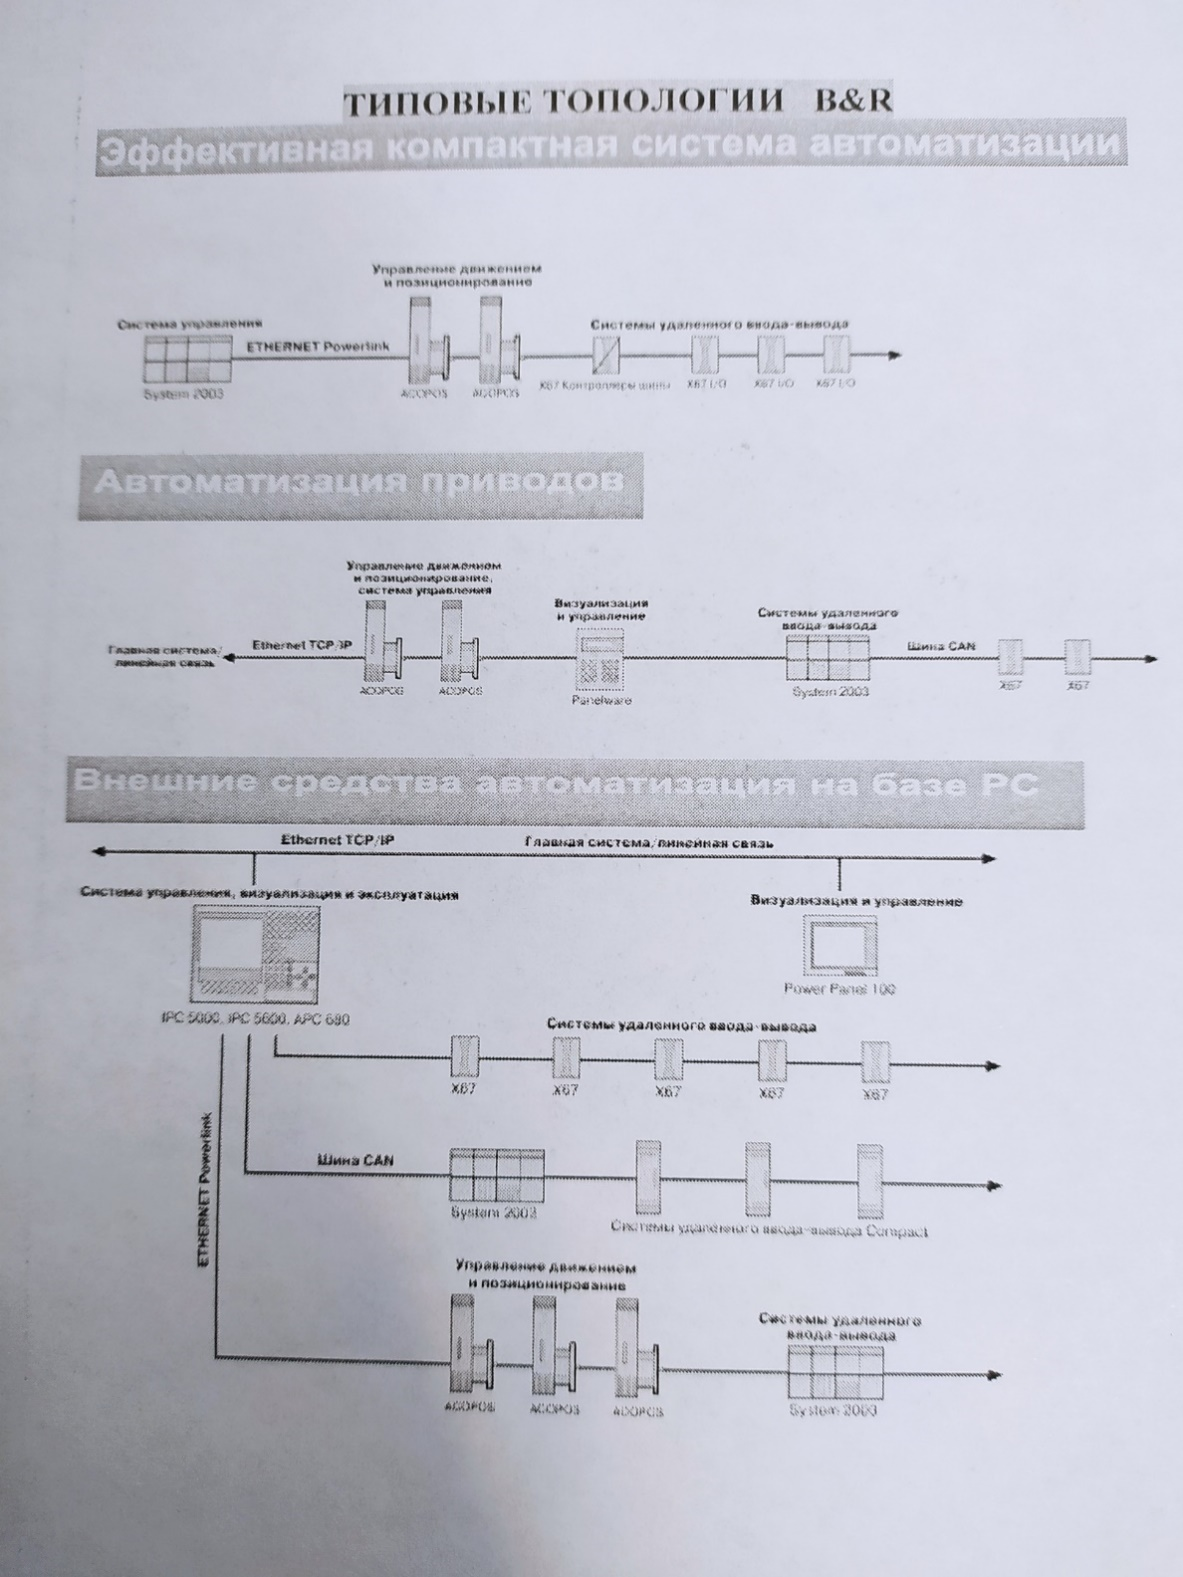 ТИПОВЫЕ ТОПОЛОГИИ B&R
Эффективная компактная система автоматизации
Управление движением
и позиционирование
Система управления
ETHERNET Powerlink
Системы удаленного ввода-вывода
System 2003
ACOPOS
ACOPOS
X67 Контроллеры шины
X67 I/O
X67 I/O
X67 I/O
Автоматизация приводов
Управление движением
и позиционирование,
система управления
Визуализация
и управление
Системы удаленного
ввода-вывода
Главная система/
линейная связь
Ethernet TCP/IP
Шина CAN
ACOPOS
ACOPOS
Panelware
System 2003
X67
X67
Внешние средства автоматизация на базе PC
Ethernet TCP/IP
Главная система/линейная связь
Система управления, визуализация и эксплуатация
Визуализация и управление
Power Panel 100
IPC 5000, IPC 5600, APC 680
Системы удаленного ввода-вывода
X67
X67
X67
X67
X67
ETHERNET Powerlink
Шина CAN
System 2003
Системы удаленного ввода-вывода Compact
Управление движением
и позиционирование
Системы удаленного
ввода-вывода
ACOPOS
ACOPOS
ACOPOS
System 2003